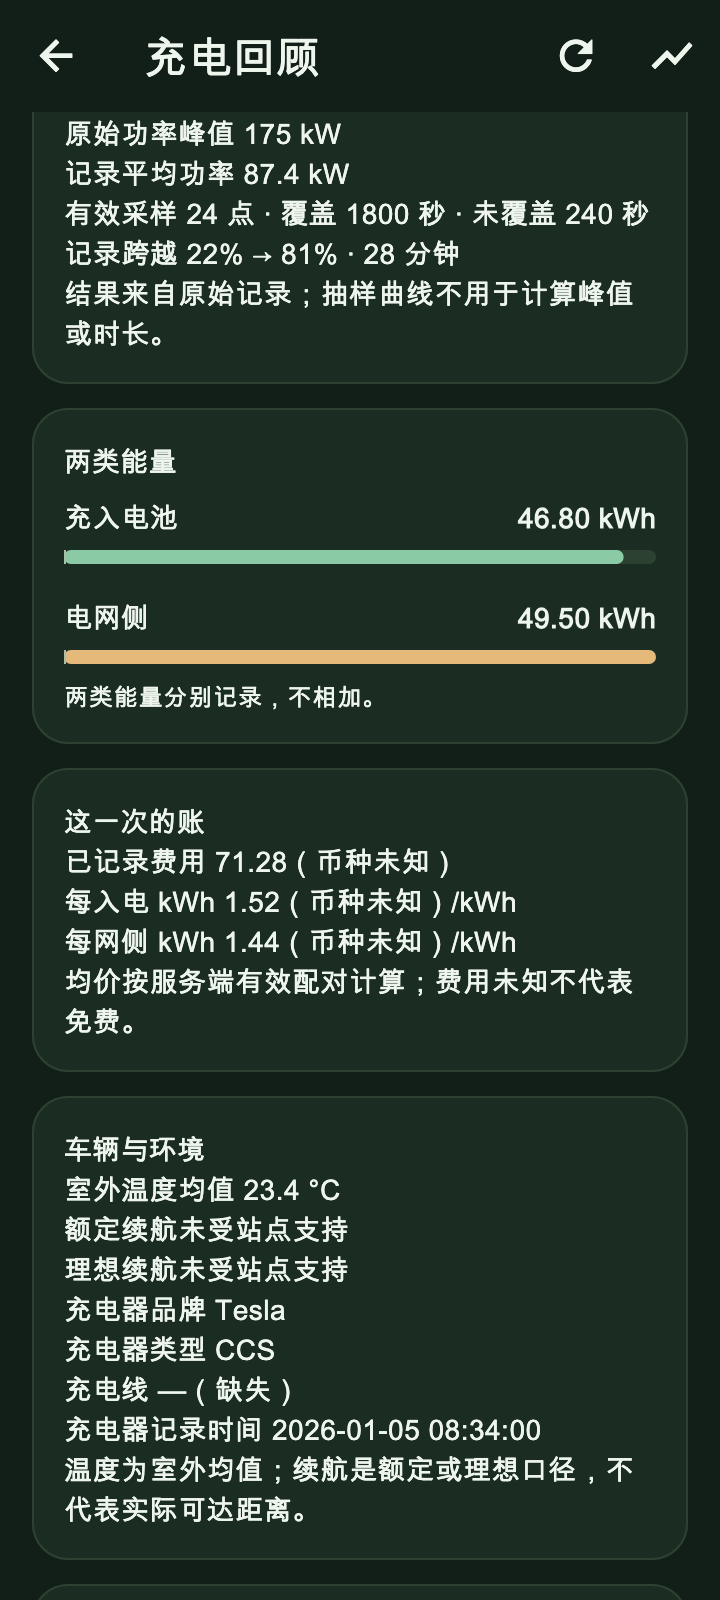 充电回顾
原始功率峰值 175 kW
记录平均功率 87.4 kW
有效采样 24 点 · 覆盖 1800 秒 · 未覆盖 240 秒
记录跨越 22% → 81% · 28 分钟
结果来自原始记录；抽样曲线不用于计算峰值
或时长。
两类能量
充入电池 46.80 kWh
电网侧 49.50 kWh
两类能量分别记录，不相加。
这一次的账
已记录费用 71.28（币种未知）
每入电 kWh 1.52（币种未知）/kWh
每网侧 kWh 1.44（币种未知）/kWh
均价按服务端有效配对计算；费用未知不代表
免费。
车辆与环境
室外温度均值 23.4 °C
额定续航未受站点支持
理想续航未受站点支持
充电器品牌 Tesla
充电器类型 CCS
充电线 —（缺失）
充电器记录时间 2026-01-05 08:34:00
温度为室外均值；续航是额定或理想口径，不
代表实际可达距离。